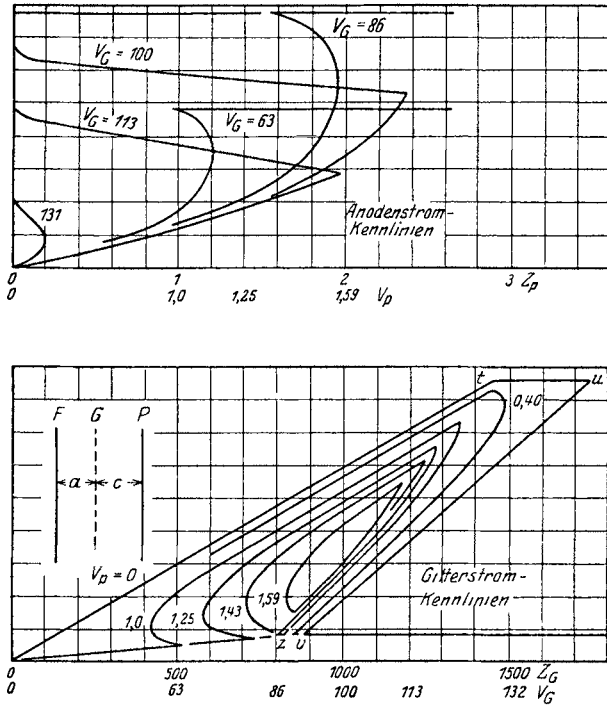 V_G = 86
V_G = 100
V_G = 113
V_G = 63
131
Anodenstrom-
Kennlinien
0 1 2 3 Z_p
0 1,0 1,25 1,59 V_p
t u
0,40
F G P
a c
V_p = 0
1,0 1,25 1,43 1,59
Gitterstrom-
Kennlinien
z v
0 500 1000 1500 Z_G
0 63 86 100 113 132 V_G